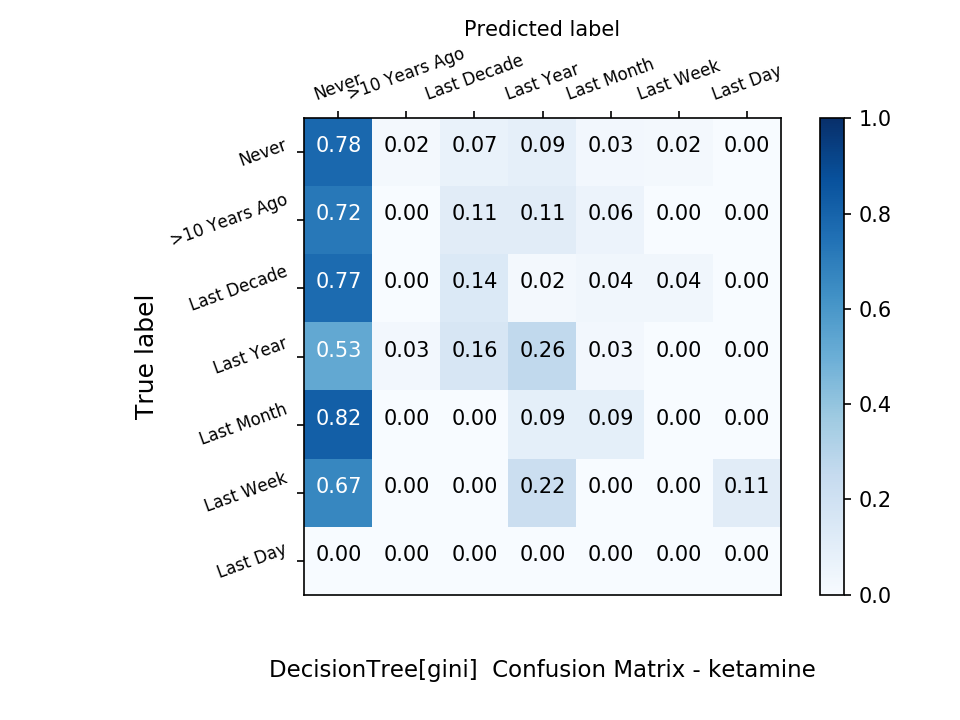 Predicted label
Never >10 Years Ago Last Decade Last Year Last Month Last Week Last Day
True label
Never 0.78 0.02 0.07 0.09 0.03 0.02 0.00
>10 Years Ago 0.72 0.00 0.11 0.11 0.06 0.00 0.00
Last Decade 0.77 0.00 0.14 0.02 0.04 0.04 0.00
Last Year 0.53 0.03 0.16 0.26 0.03 0.00 0.00
Last Month 0.82 0.00 0.00 0.09 0.09 0.00 0.00
Last Week 0.67 0.00 0.00 0.22 0.00 0.00 0.11
Last Day 0.00 0.00 0.00 0.00 0.00 0.00 0.00
1.0
0.8
0.6
0.4
0.2
0.0
DecisionTree[gini]  Confusion Matrix - ketamine